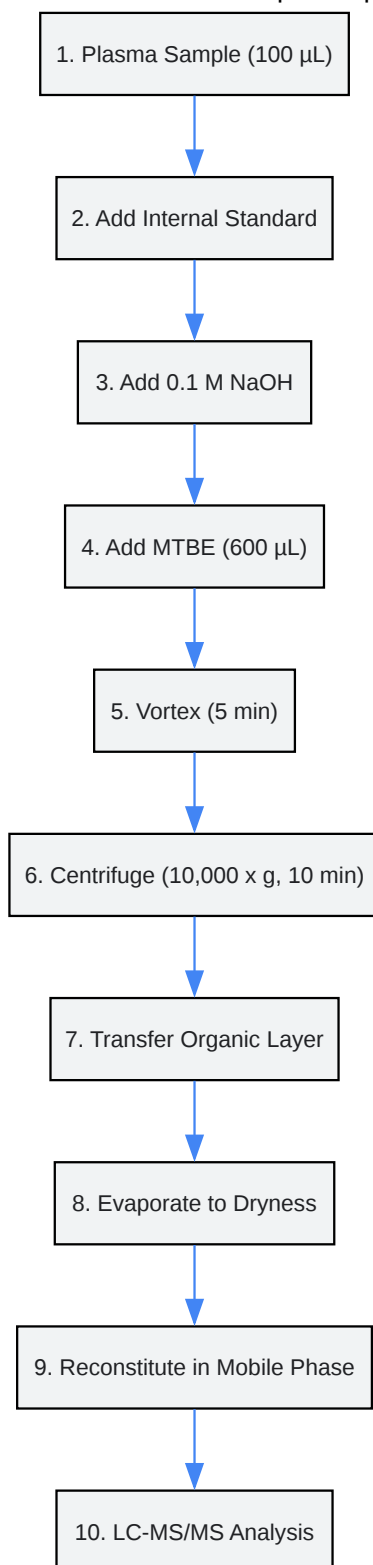 1. Plasma Sample (100 µL)
2. Add Internal Standard
3. Add 0.1 M NaOH
4. Add MTBE (600 µL)
5. Vortex (5 min)
6. Centrifuge (10,000 x g, 10 min)
7. Transfer Organic Layer
8. Evaporate to Dryness
9. Reconstitute in Mobile Phase
10. LC-MS/MS Analysis